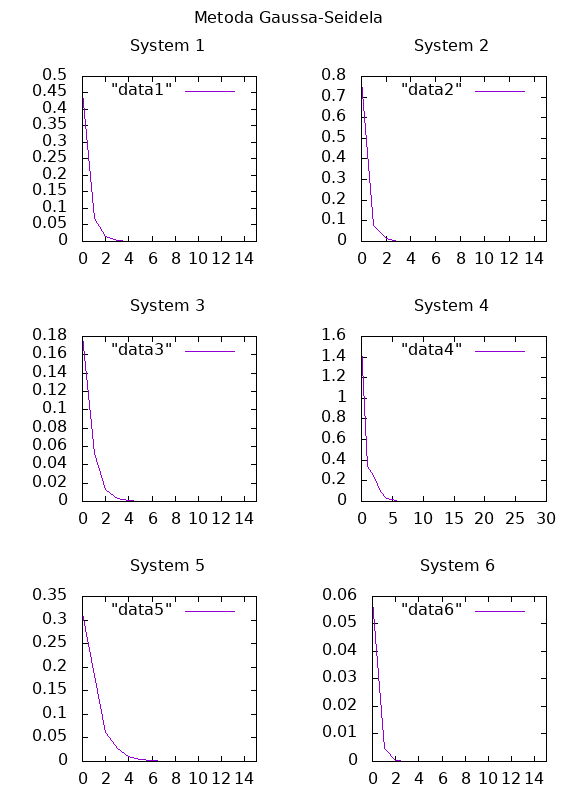 Metoda Gaussa-Seidela
System 1
System 2
0.5
0.45
0.4
0.35
0.3
0.25
0.2
0.15
0.1
0.05
0
"data1"
0 2 4 6 8 10 12 14
0.8
0.7
0.6
0.5
0.4
0.3
0.2
0.1
0
"data2"
0 2 4 6 8 10 12 14
System 3
System 4
0.18
0.16
0.14
0.12
0.1
0.08
0.06
0.04
0.02
0
"data3"
0 2 4 6 8 10 12 14
1.6
1.4
1.2
1
0.8
0.6
0.4
0.2
0
"data4"
0 5 10 15 20 25 30
System 5
System 6
0.35
0.3
0.25
0.2
0.15
0.1
0.05
0
"data5"
0 2 4 6 8 10 12 14
0.06
0.05
0.04
0.03
0.02
0.01
0
"data6"
0 2 4 6 8 10 12 14